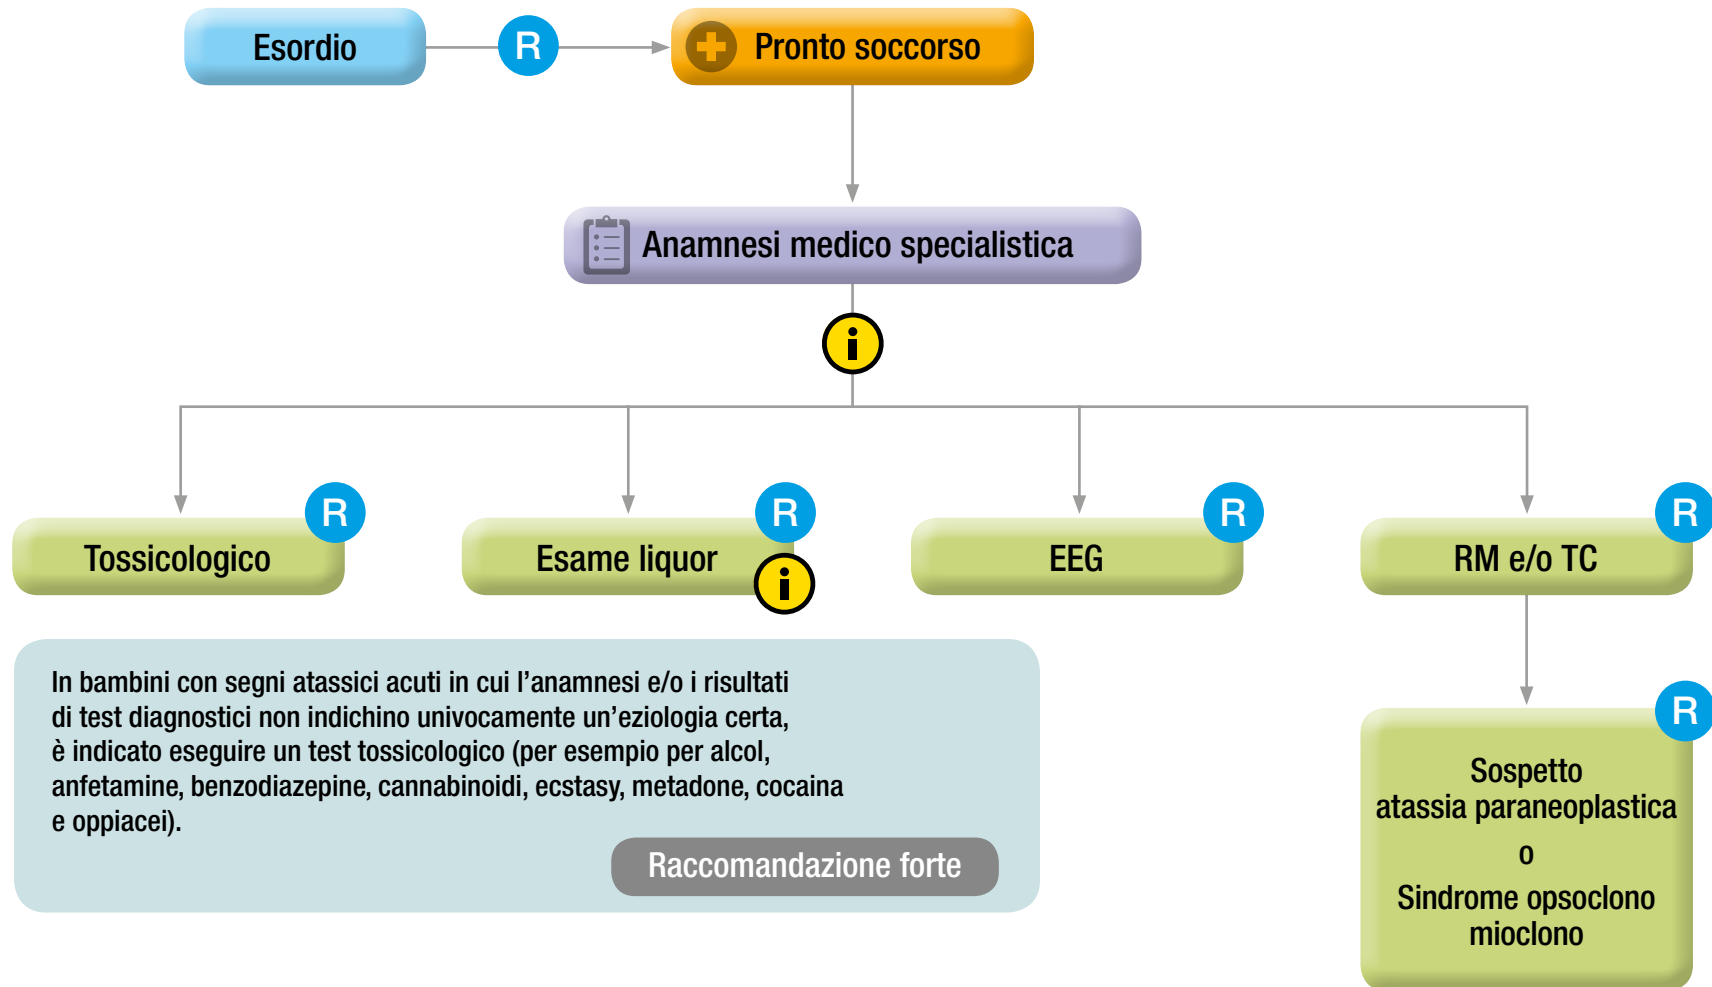 Esordio
R
Pronto soccorso
Anamnesi medico specialistica
i
R
R
R
R
Tossicologico
Esame liquor
EEG
RM e/o TC
i
In bambini con segni atassici acuti in cui l’anamnesi e/o i risultati
di test diagnostici non indichino univocamente un’eziologia certa,
è indicato eseguire un test tossicologico (per esempio per alcol,
anfetamine, benzodiazepine, cannabinoidi, ecstasy, metadone, cocaina
e oppiacei).
Raccomandazione forte
R
Sospetto
atassia paraneoplastica
o
Sindrome opsoclono
mioclono